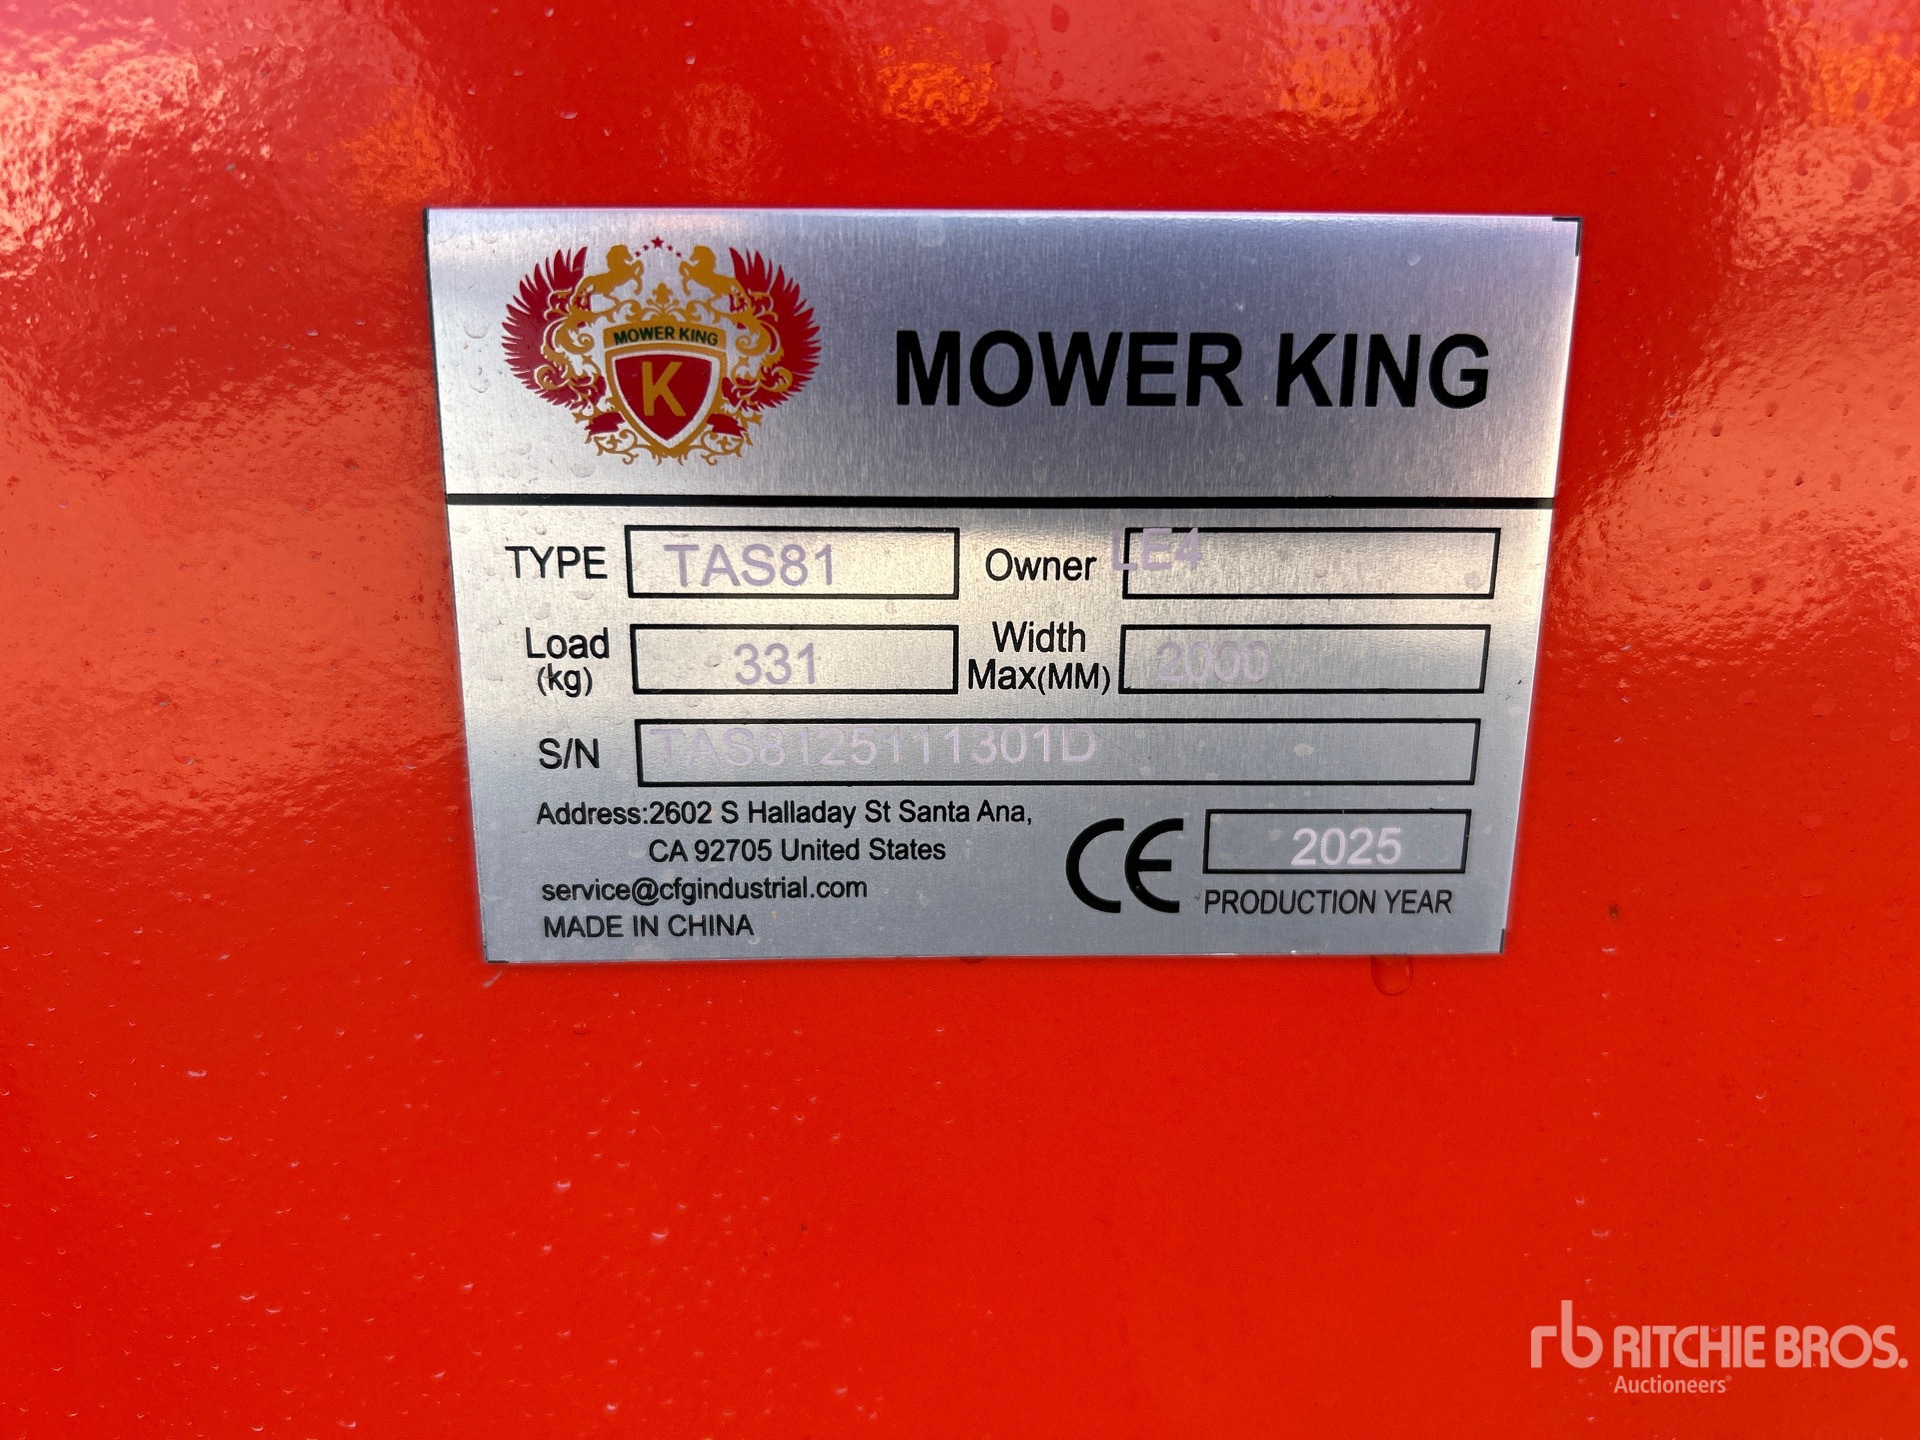 MOWER KING
K
MOWER KING
TYPE TAS81 Owner LE4
Load (kg) 331 Width Max(MM) 2000
S/N TAS8125111301D
Address:2602 S Halladay St Santa Ana,
CA 92705 United States
service@cfgindustrial.com
MADE IN CHINA
CE 2025
PRODUCTION YEAR
rb RITCHIE BROS.
Auctioneers